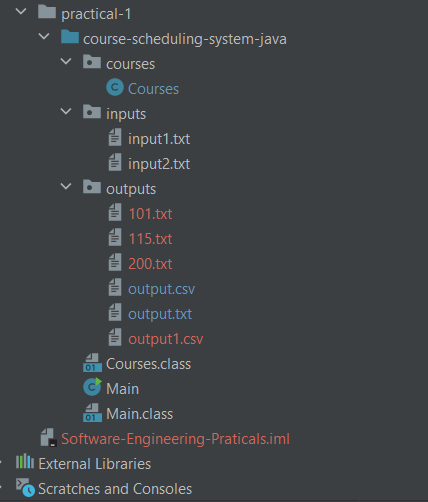 practical-1
course-scheduling-system-java
courses
Courses
inputs
input1.txt
input2.txt
outputs
101.txt
115.txt
200.txt
output.csv
output.txt
output1.csv
Courses.class
Main
Main.class
Software-Engineering-Praticals.iml
External Libraries
Scratches and Consoles